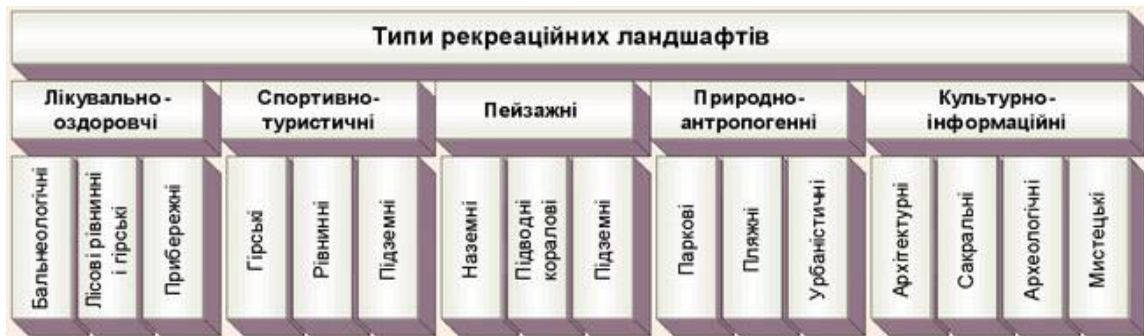 Типи рекреаційних ландшафтів
Лікувально-
оздоровчі
Спортивно-
туристичні
Пейзажні
Природно-
антропогенні
Культурно-
інформаційні
Бальнеологічні
Лісові рівнинні
і гірські
Прибережні
Гірські
Рівнинні
Підземні
Наземні
Підводні
коралові
Підземні
Паркові
Пляжні
Урбаністичні
Архітектурні
Сакральні
Археологічні
Мистецькі